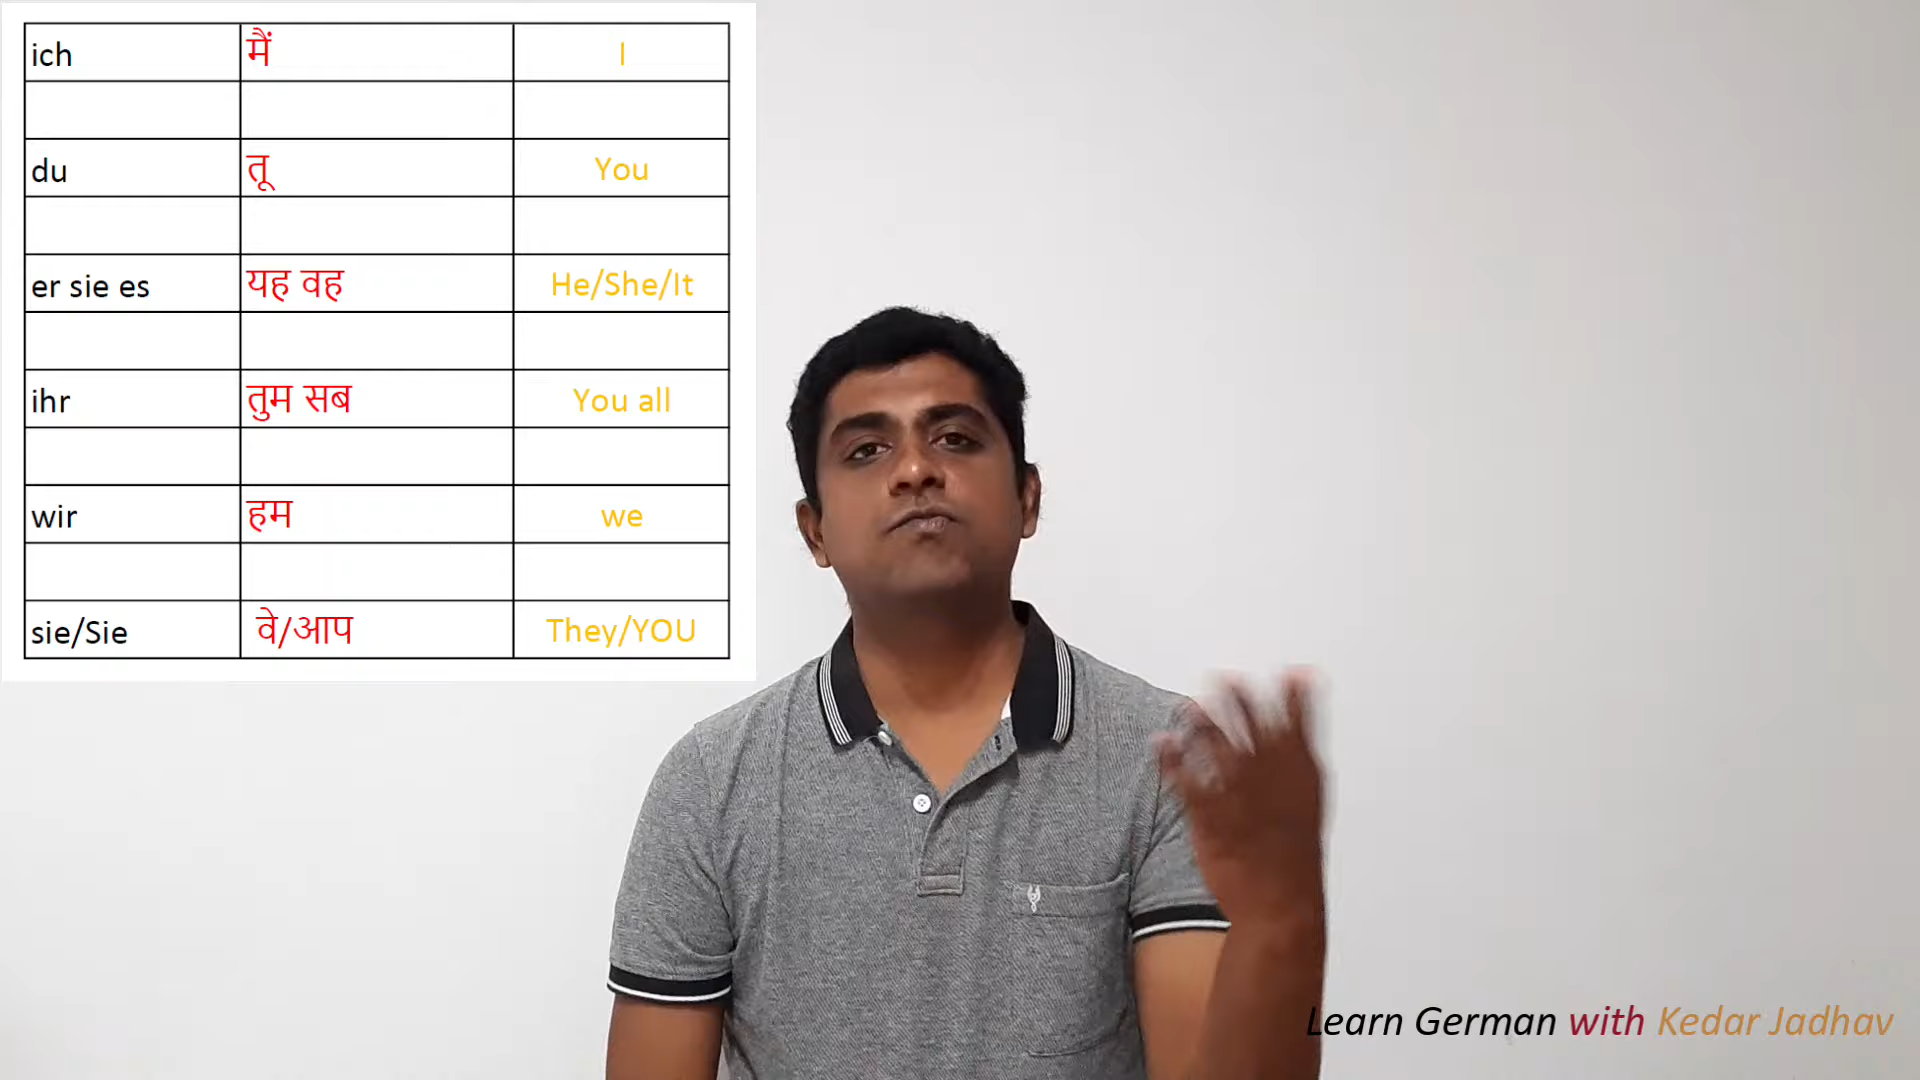 ich मैं I
du तू You
er sie es यह वह He/She/It
ihr तुम सब You all
wir हम we
sie/Sie वे/आप They/YOU
Learn German with Kedar Jadhav